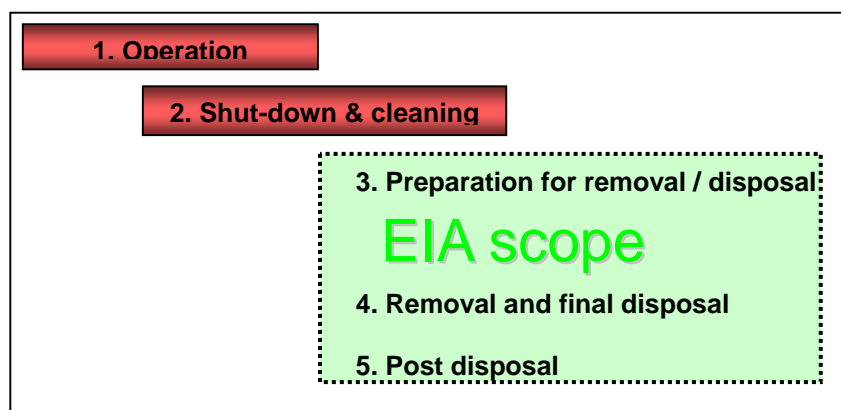 1. Operation
2. Shut-down & cleaning
3. Preparation for removal / disposal
EIA scope
4. Removal and final disposal
5. Post disposal